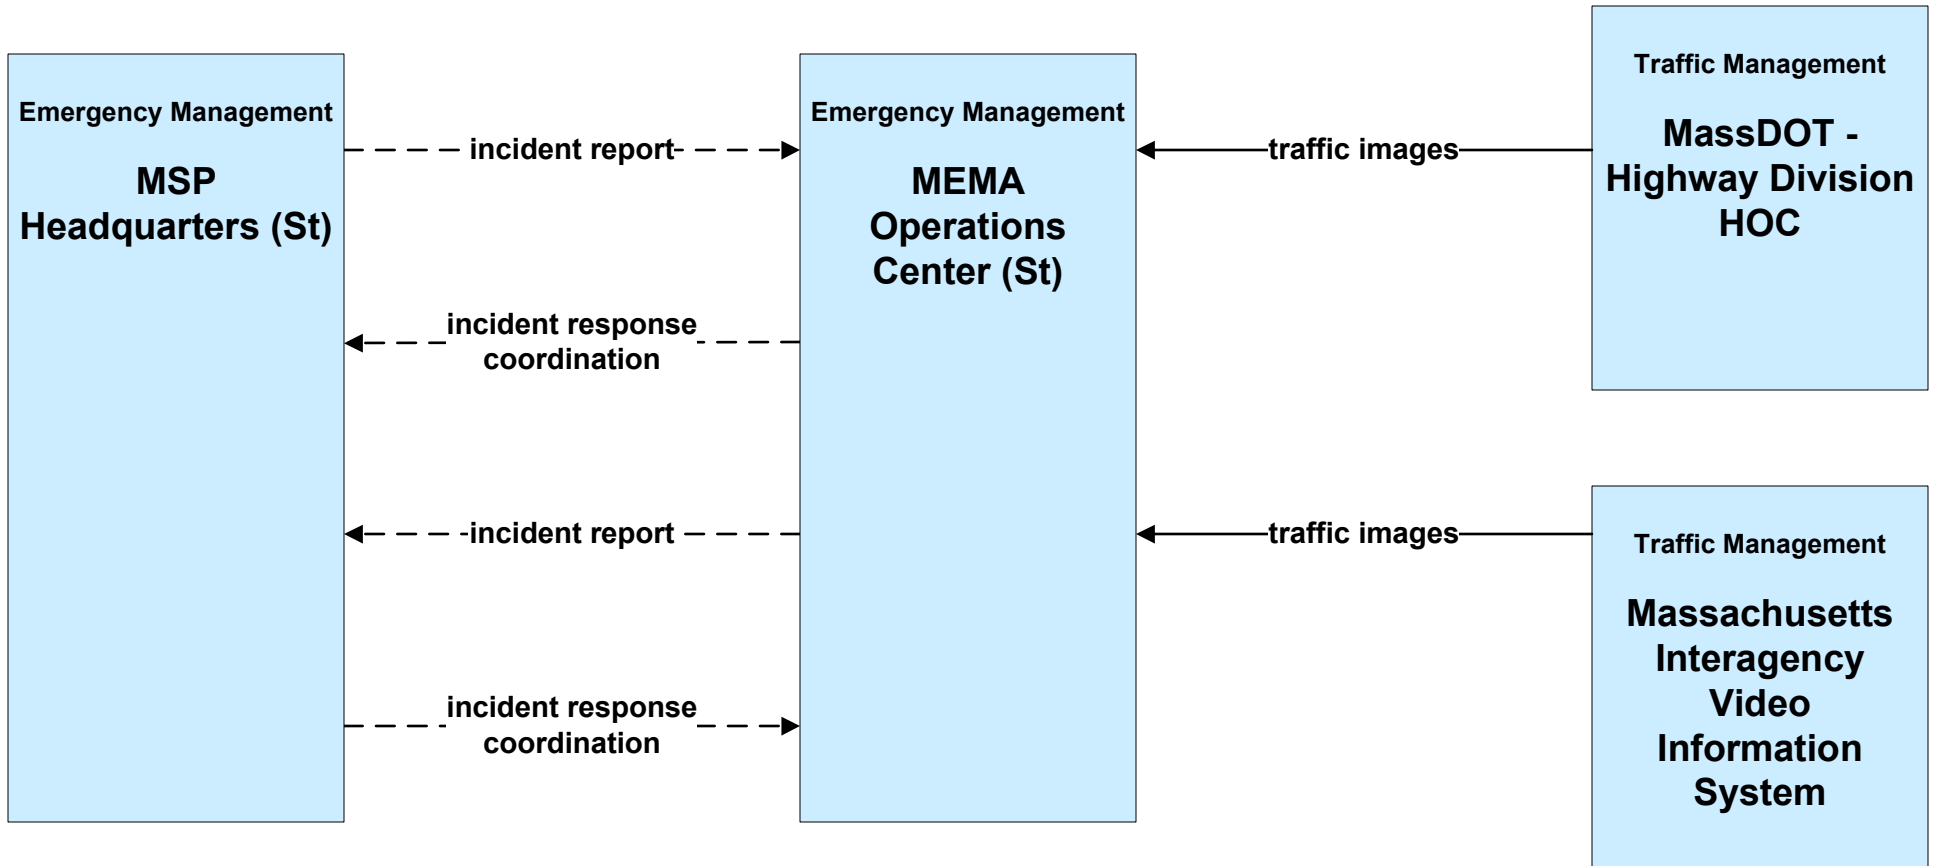 Emergency Management
MSP
Headquarters (St)
incident report
incident response
coordination
incident report
incident response
coordination
Emergency Management
MEMA
Operations
Center (St)
traffic images
traffic images
Traffic Management
MassDOT -
Highway Division
HOC
Traffic Management
Massachusetts
Interagency
Video
Information
System